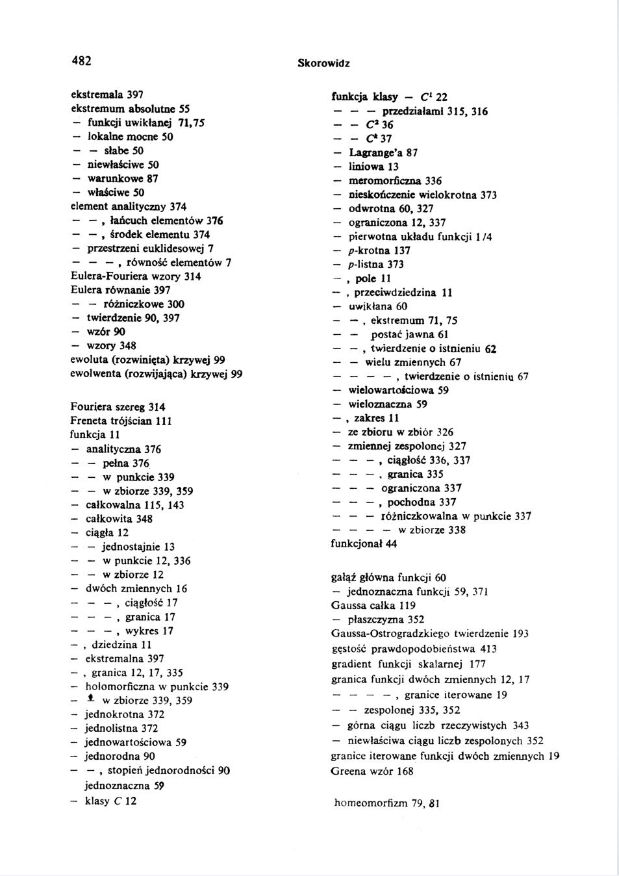 482
Skorowidz
ekstremala 397
ekstremum absolutne 55
— funkcji uwikłanej 71,75
— lokalne mocne 50
— — słabe 50
— niewłaściwe 50
— warunkowe 87
— właściwe 50
element analityczny 374
— — , łańcuch elementów 376
— — , środek elementu 374
— przestrzeni euklidesowej 7
— — — , równość elementów 7
Eulera-Fouriera wzory 314
Eulera równanie 397
— — różniczkowe 300
— twierdzenie 90, 397
— wzór 90
— wzory 348
ewoluta (rozwinięta) krzywej 99
ewolwenta (rozwijająca) krzywej 99
Fouriera szereg 314
Freneta trójścian 111
funkcja 11
— analityczna 376
— — pełna 376
— — w punkcie 339
— — w zbiorze 339, 359
— całkowalna 115, 143
— całkowita 348
— ciągła 12
— — jednostajnie 13
— — w punkcie 12, 336
— — w zbiorze 12
— dwóch zmiennych 16
— — — , ciągłość 17
— — — , granica 17
— — — , wykres 17
— , dziedzina 11
— ekstremalna 397
— , granica 12, 17, 335
— holomorficzna w punkcie 339
— w zbiorze 339, 359
— jednokrotna 372
— jednolistna 372
— jednowartościowa 59
— jednorodna 90
— — , stopień jednorodności 90
jednoznaczna 59
— klasy C 12
funkcja klasy — C¹ 22
— — — przedziałami 315, 316
— — C² 36
— — Cᵏ 37
— Lagrange'a 87
— liniowa 13
— meromorficzna 336
— nieskończenie wielokrotna 373
— odwrotna 60, 327
— ograniczona 12, 337
— pierwotna układu funkcji 174
— p-krotna 137
— p-listna 373
— , pole 11
— , przeciwdziedzina 11
— uwikłana 60
— — , ekstremum 71, 75
— — postać jawna 61
— — , twierdzenie o istnieniu 62
— — wielu zmiennych 67
— — — — , twierdzenie o istnieniu 67
— wielowartościowa 59
— wieloznaczna 59
— , zakres 11
— ze zbioru w zbiór 326
— zmiennej zespolonej 327
— — — , ciągłość 336, 337
— — — , granica 335
— — — ograniczona 337
— — — , pochodna 337
— — — różniczkowalna w punkcie 337
— — — — w zbiorze 338
funkcjonał 44
gałąź główna funkcji 60
— jednoznaczna funkcji 59, 371
Gaussa całka 119
— płaszczyzna 352
Gaussa-Ostrogradzkiego twierdzenie 193
gęstość prawdopodobieństwa 413
gradient funkcji skalarnej 177
granica funkcji dwóch zmiennych 12, 17
— — — — , granice iterowane 19
— — zespolonej 335, 352
— górna ciągu liczb rzeczywistych 343
— niewłaściwa ciągu liczb zespolonych 352
granice iterowane funkcji dwóch zmiennych 19
Greena wzór 168
homeomorfizm 79, 81